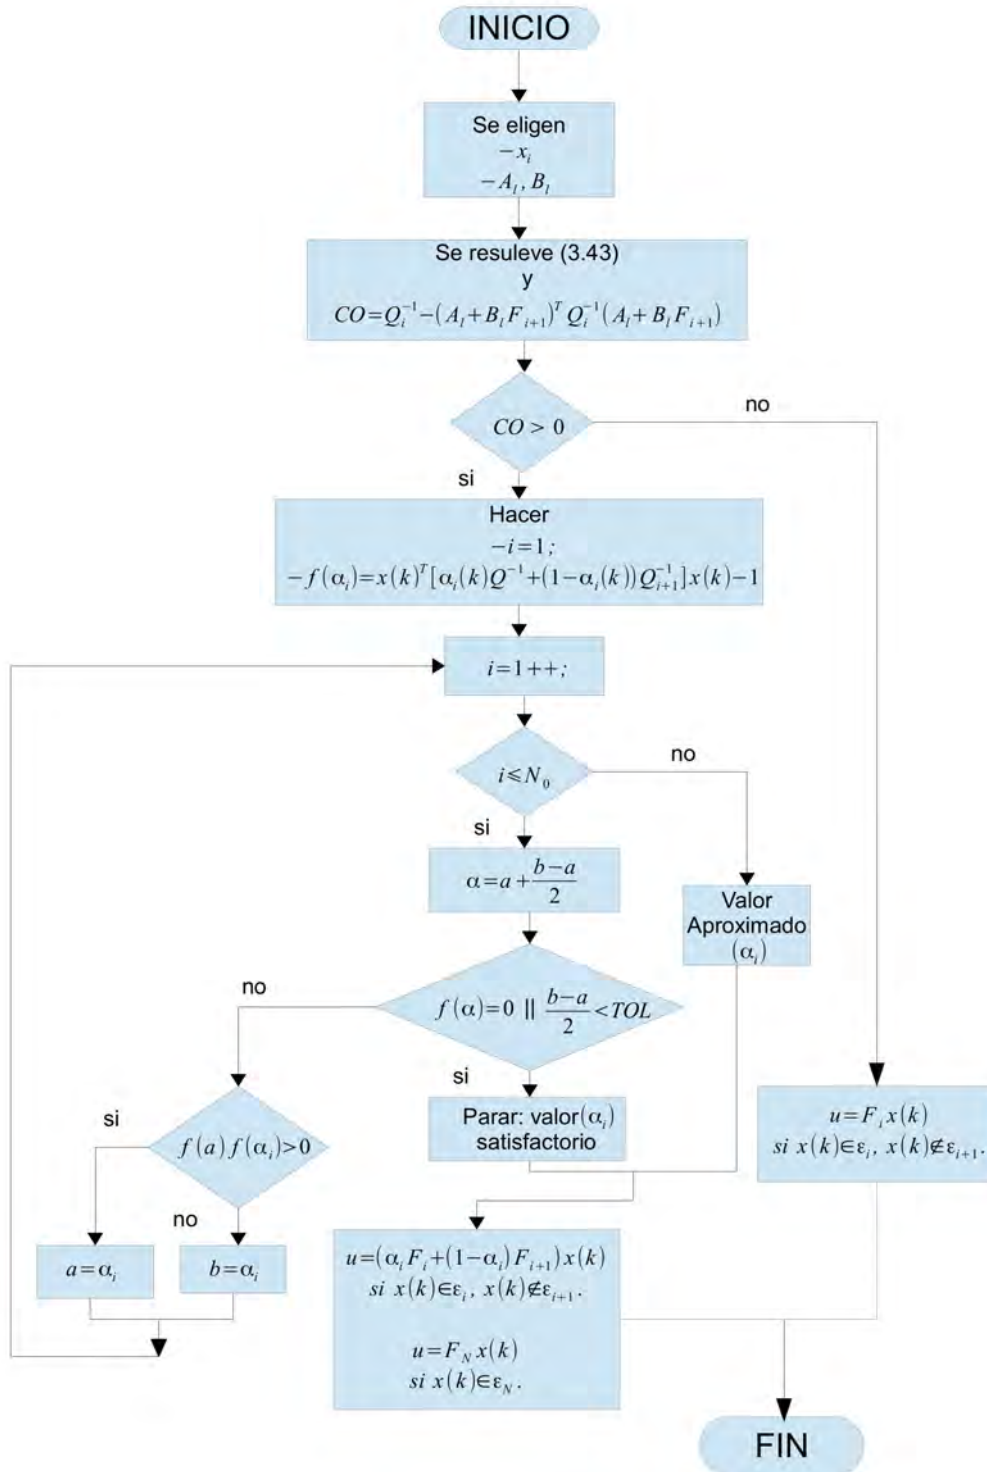 INICIO
Se eligen
−x_i
−A_l, B_l
Se resuleve (3.43)
y
CO=Q_i^{-1}−(A_l+B_l F_{i+1})^T Q_i^{-1}(A_l+B_l F_{i+1})
CO > 0
no
si
Hacer
−i=1;
−f(α_i)=x(k)^T[α_i(k)Q^{-1}+(1−α_i(k))Q_{i+1}^{-1}]x(k)−1
i=1++;
i≤N_0
no
si
α=a+\frac{b−a}{2}
Valor
Aproximado
(α_i)
f(α)=0 || \frac{b−a}{2}<TOL
no
si
Parar: valor(α_i)
satisfactorio
u=F_i x(k)
si x(k)∈ε_i, x(k)∉ε_{i+1}.
f(a)f(α_i)>0
si
no
a=α_i
b=α_i
u=(α_i F_i+(1−α_i)F_{i+1})x(k)
si x(k)∈ε_i, x(k)∉ε_{i+1}.
u=F_N x(k)
si x(k)∈ε_N.
FIN